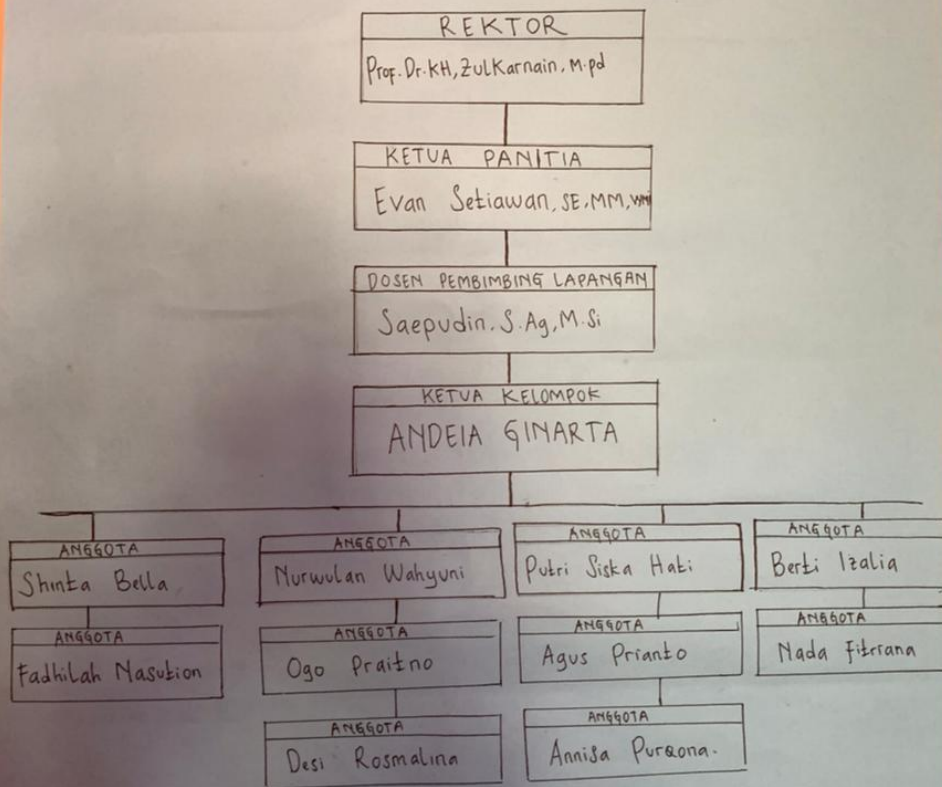 REKTOR
Prof. Dr. KH, Zulkarnain, M.pd
KETUA PANITIA
Evan Setiawan, SE, MM,
DOSEN PEMBIMBING LAPANGAN
Saepudin, S.Ag, M.Si
KETUA KELOMPOK
ANDEIA GINARTA
ANGGOTA
Shinta Bella
ANGGOTA
Fadhilah Nasution
ANGGOTA
Nurwulan Wahyuni
ANGGOTA
Ogo Praitno
ANGGOTA
Desi Rosmalina
ANGGOTA
Putri Siska Hati
ANGGOTA
Agus Prianto
ANGGOTA
Annisa Purqona.
ANGGOTA
Berti Izalia
ANGGOTA
Nada Fitriana